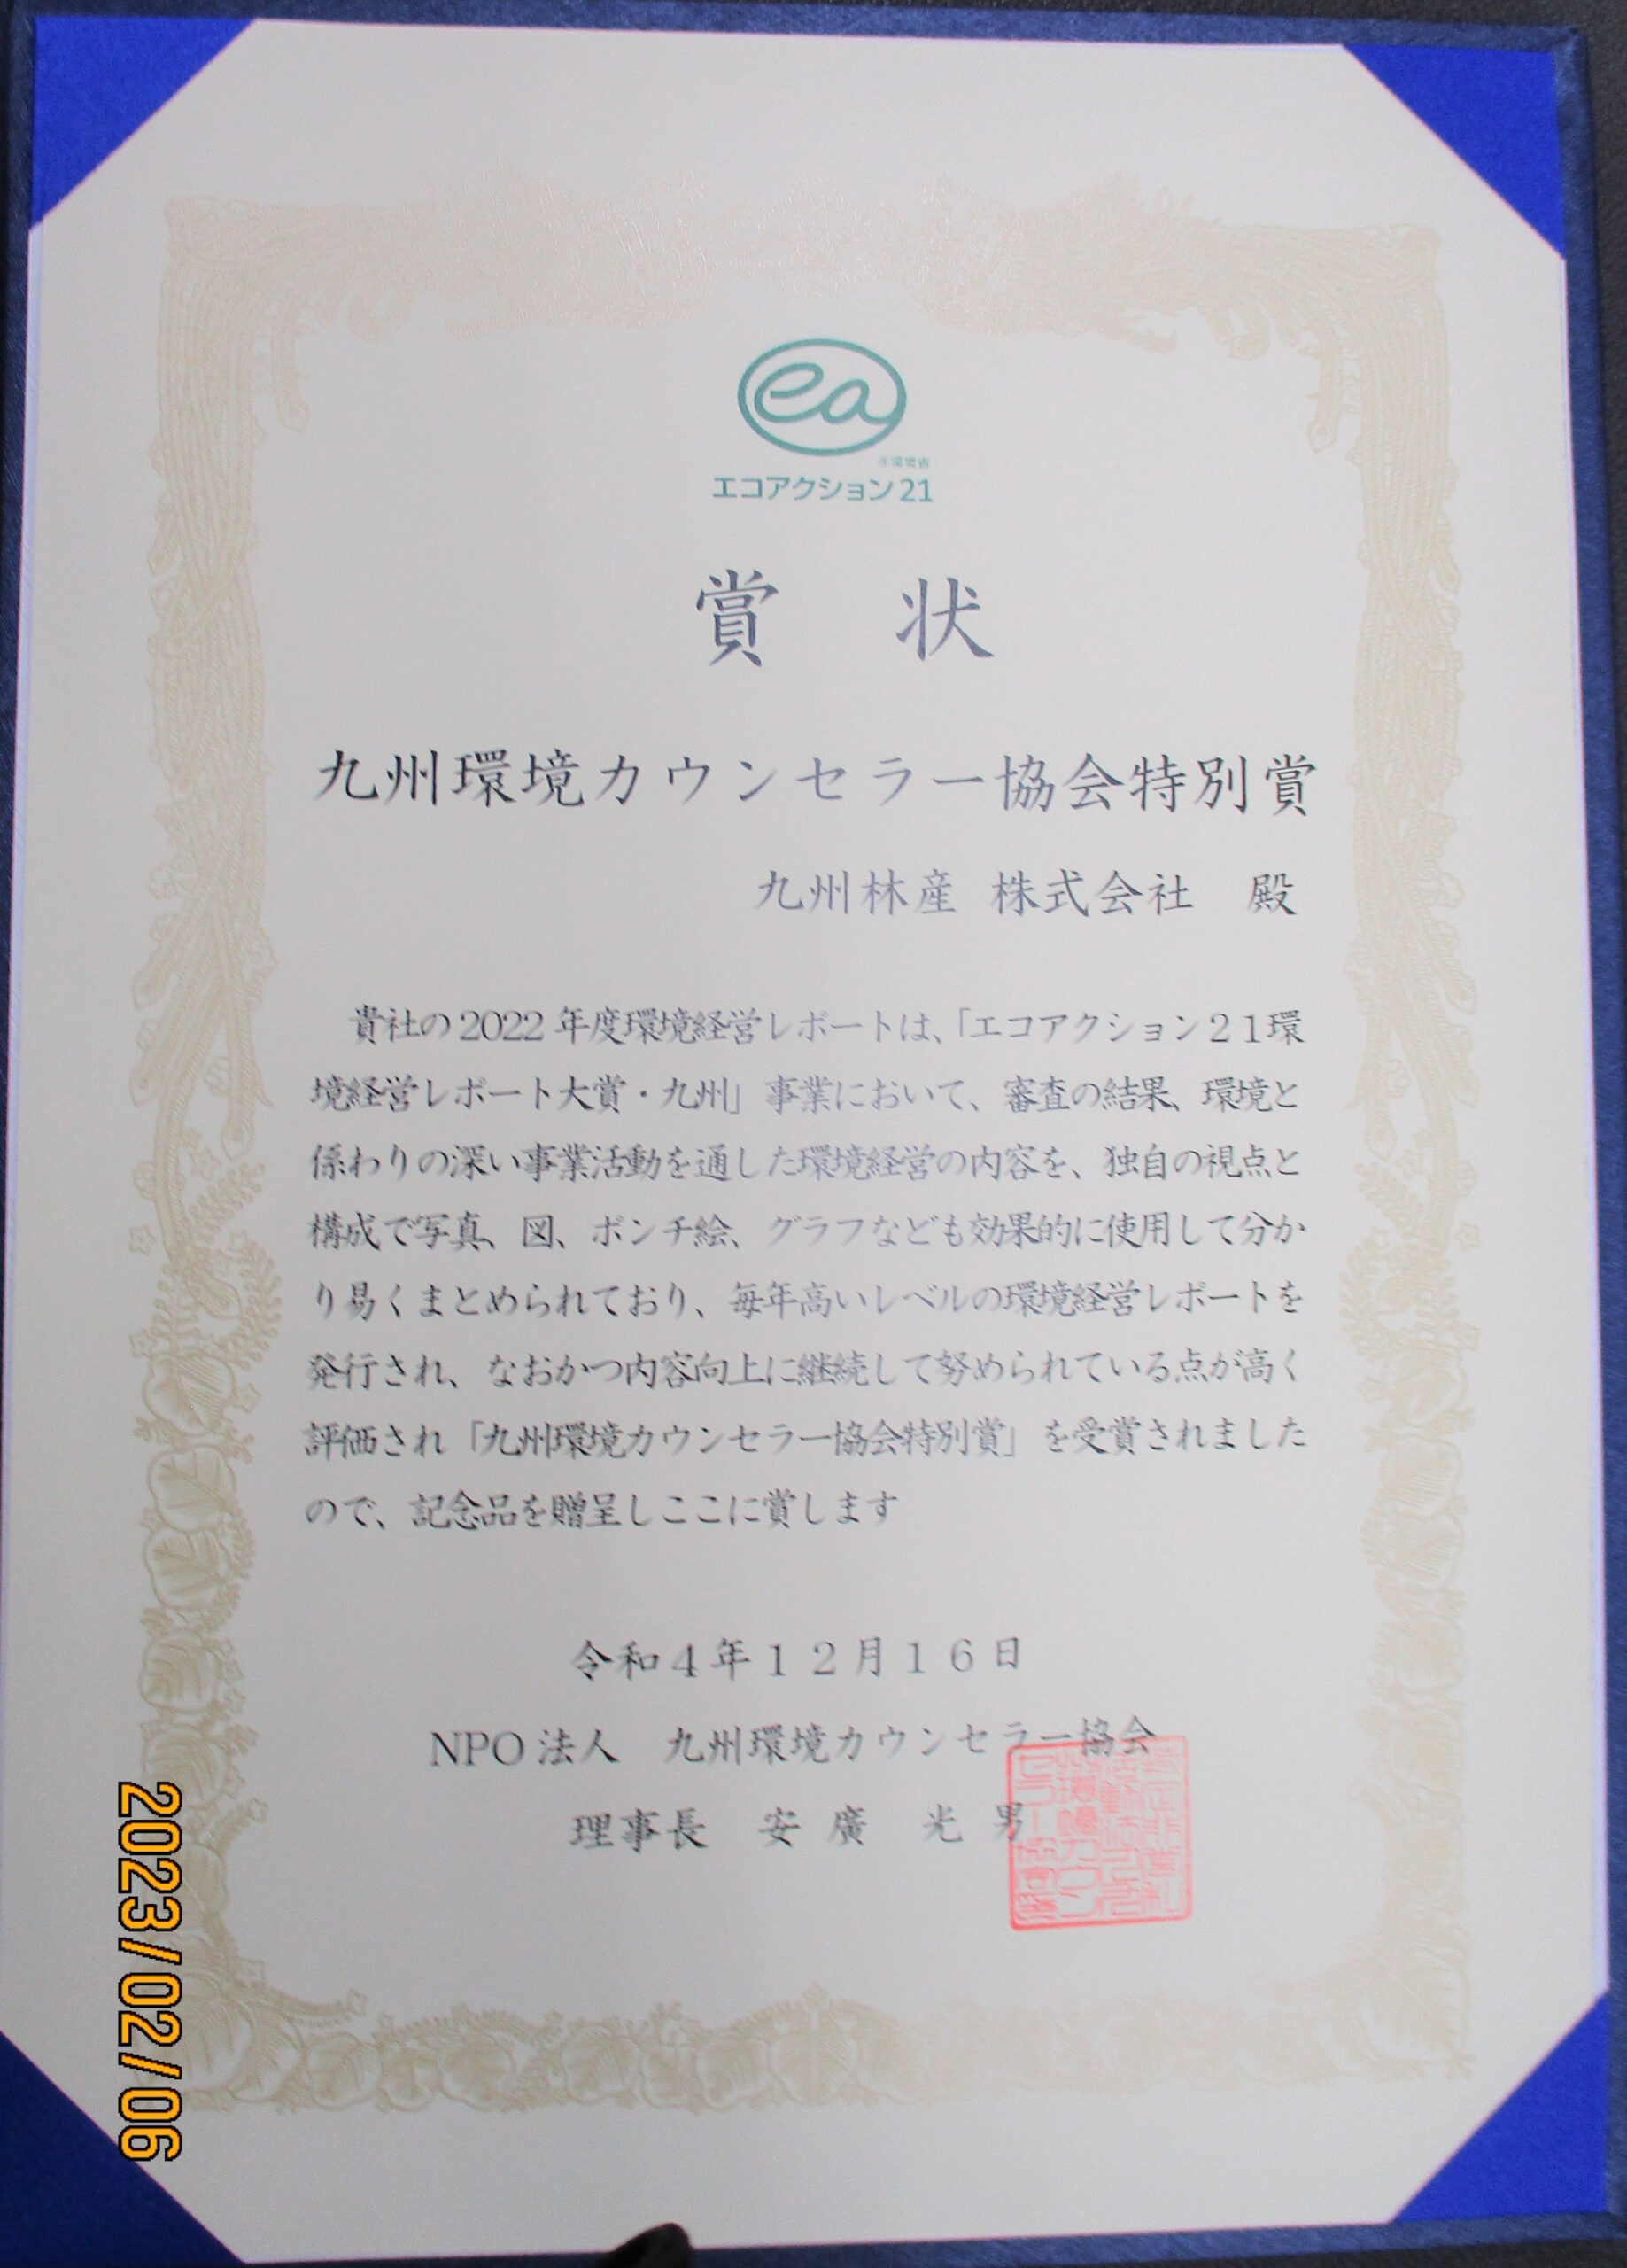 ea
©環境省
エコアクション21
賞 状
九州環境カウンセラー協会特別賞
九州林産 株式会社 殿
貴社の2022年度環境経営レポートは、「エコアクション21環
境経営レポート大賞・九州」事業において、審査の結果、環境と
係わりの深い事業活動を通した環境経営の内容を、独自の視点と
構成で写真、図、ポンチ絵、グラフなども効果的に使用して分か
り易くまとめられており、毎年高いレベルの環境経営レポートを
発行され、なおかつ内容向上に継続して努められている点が高く
評価され「九州環境カウンセラー協会特別賞」を受賞されました
ので、記念品を贈呈しここに賞します
令和4年12月16日
NPO法人 九州環境カウンセラー協会
理事長 安廣 光男
2023/02/06